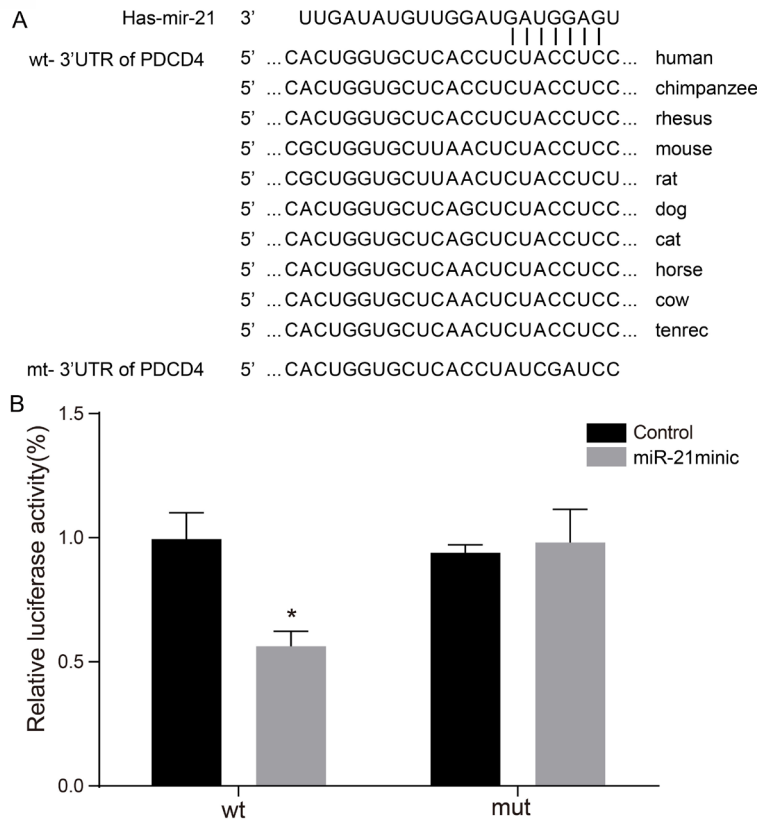 A
Has-mir-21 3’ UUGAUAUGUUGGAUGAUGGAGU
wt- 3’UTR of PDCD4 5’ ...CACUGGUGCUCACCUCUACCUCC... human
5’ ...CACUGGUGCUCACCUCUACCUCC... chimpanzee
5’ ...CACUGGUGCUCACCUCUACCUCC... rhesus
5’ ...CGCUGGUGCUUAACUCUACCUCC... mouse
5’ ...CGCUGGUGCUUAACUCUACCUCU... rat
5’ ...CACUGGUGCUCAGCUCUACCUCC... dog
5’ ...CACUGGUGCUCAGCUCUACCUCC... cat
5’ ...CACUGGUGCUCAACUCUACCUCC... horse
5’ ...CACUGGUGCUCAACUCUACCUCC... cow
5’ ...CACUGGUGCUCAACUCUACCUCC... tenrec
mt- 3’UTR of PDCD4 5’ ...CACUGGUGCUCACCUAUCGAUCC
B
Relative luciferase activity(%)
1.5
1.0
0.5
0.0
Control
miR-21minic
*
wt
mut